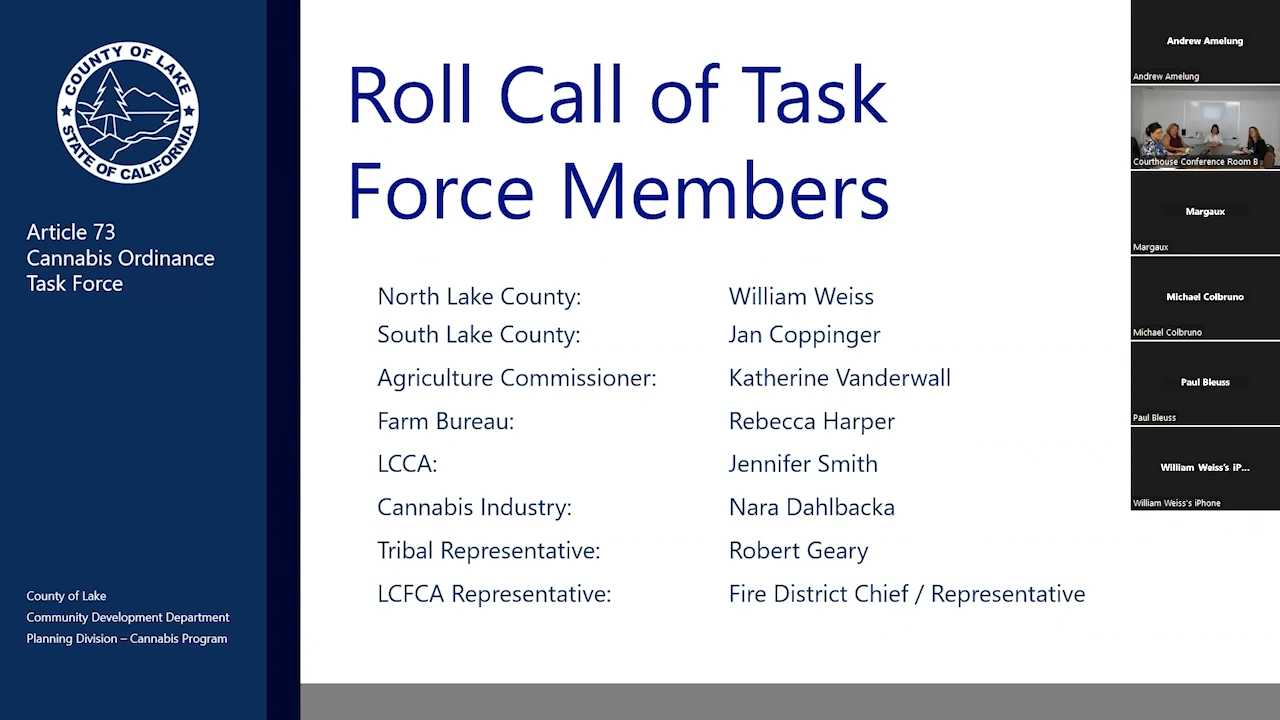 COUNTY OF LAKE
STATE OF CALIFORNIA
Article 73
Cannabis Ordinance
Task Force
County of Lake
Community Development Department
Planning Division – Cannabis Program
Roll Call of Task
Force Members
North Lake County: William Weiss
South Lake County: Jan Coppinger
Agriculture Commissioner: Katherine Vanderwall
Farm Bureau: Rebecca Harper
LCCA: Jennifer Smith
Cannabis Industry: Nara Dahlbacka
Tribal Representative: Robert Geary
LCFCA Representative: Fire District Chief / Representative
Andrew Amelung
Andrew Amelung
Courthouse Conference Room B
Margaux
Margaux
Michael Colbruno
Michael Colbruno
Paul Bleuss
Paul Bleuss
William Weiss's iP...
William Weiss's iPhone